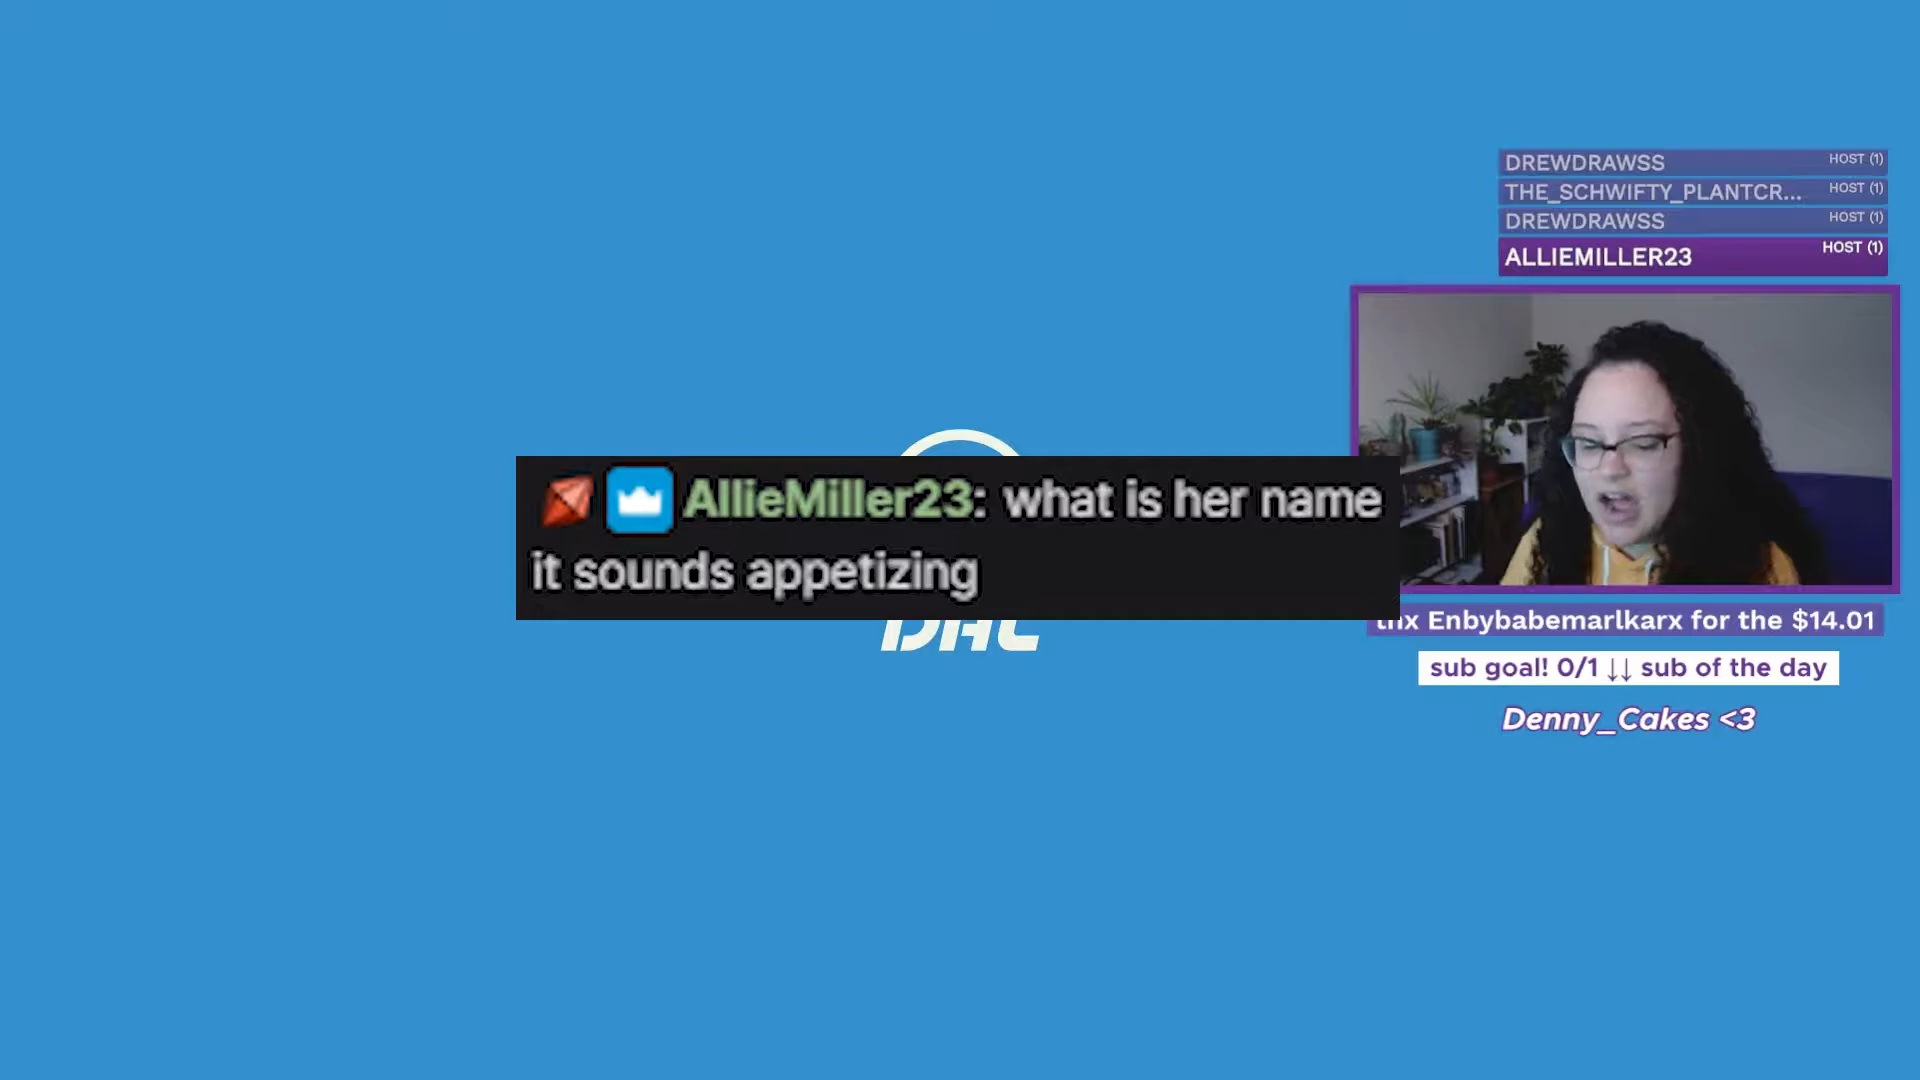 DREWDRAWSS HOST (1)
THE_SCHWIFTY_PLANTCR... HOST (1)
DREWDRAWSS HOST (1)
ALLIEMILLER23 HOST (1)
AllieMiller23: what is her name
it sounds appetizing
thx Enbybabemarlkarx for the $14.01
sub goal! 0/1 ↓↓ sub of the day
Denny_Cakes <3